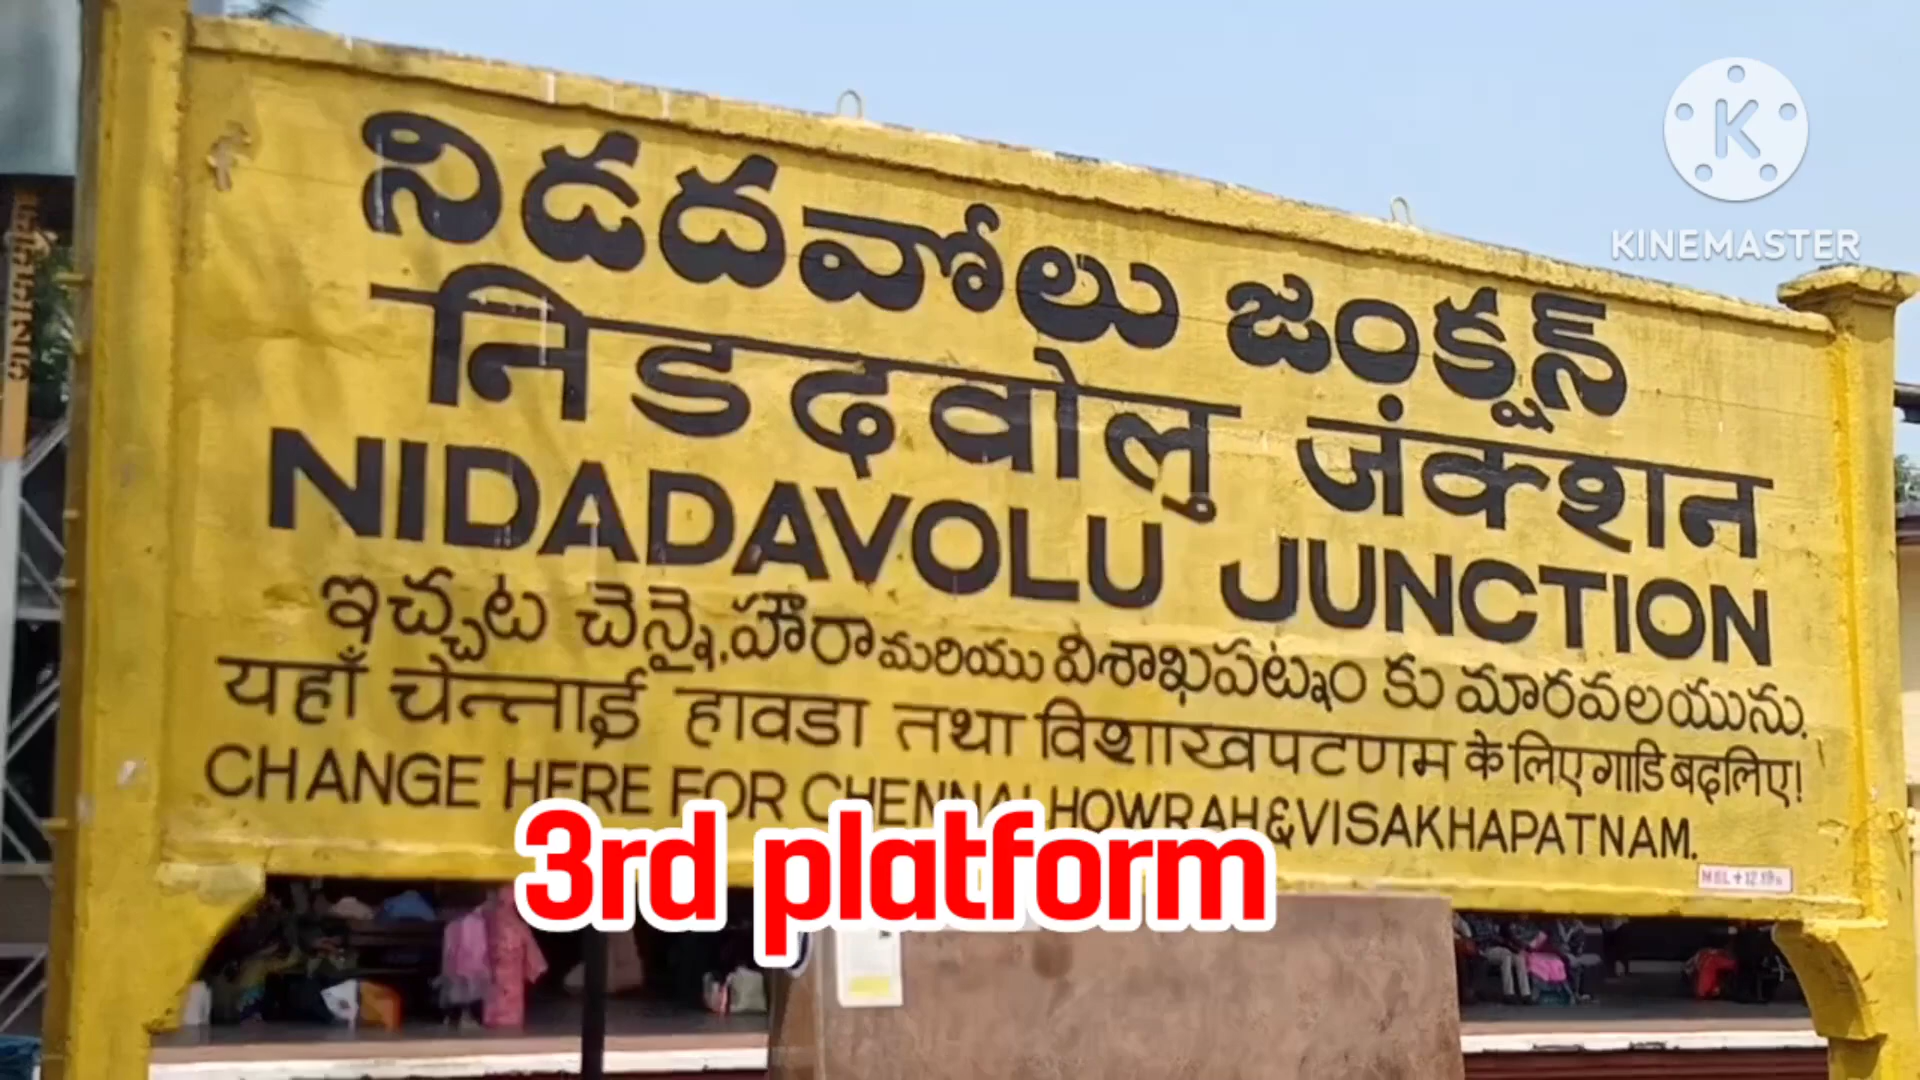 K
KINEMASTER
నిడదవోలు జంక్షన్
निडदवोलु जंक्शन
NIDADAVOLU JUNCTION
ఇచ్చట చెన్నై, హౌరా మరియు విశాఖపట్నం కు మారవలయును.
यहाँ चेन्नाई हावडा तथा विशाखपटणम के लिए गाडि बदलिए!
CHANGE HERE FOR CHENNAI HOWRAH & VISAKHAPATNAM.
3rd platform